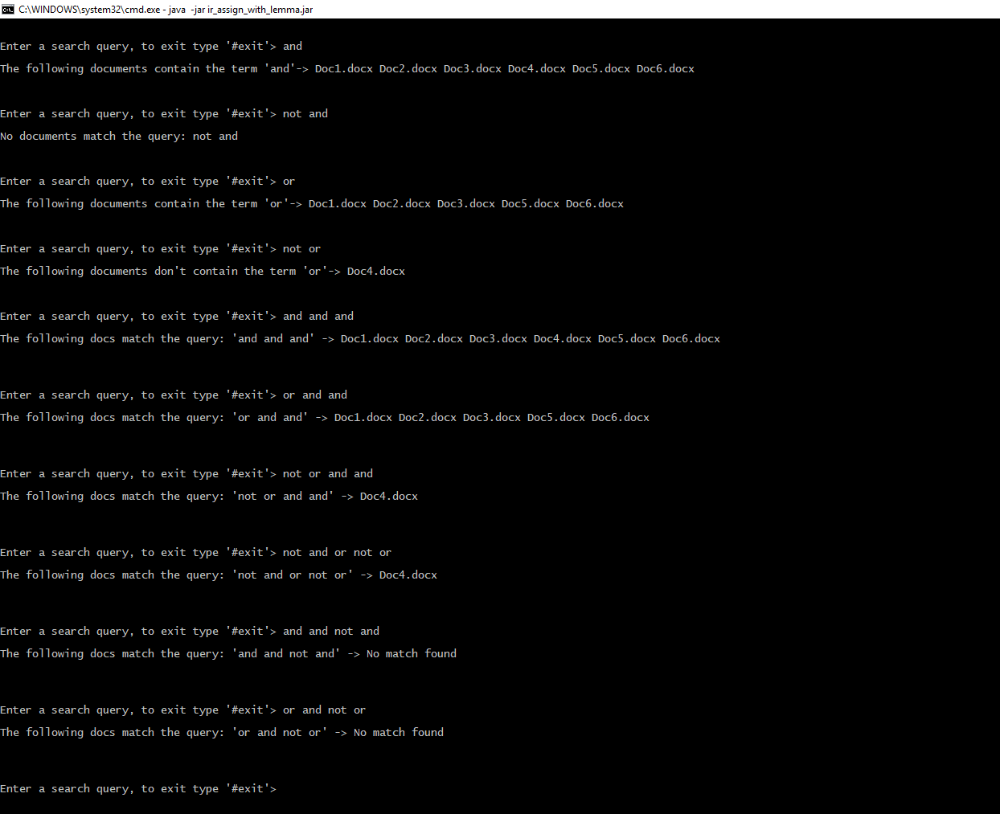 C:\WINDOWS\system32\cmd.exe - java  -jar ir_assign_with_lemma.jar
Enter a search query, to exit type '#exit'> and
The following documents contain the term 'and'-> Doc1.docx Doc2.docx Doc3.docx Doc4.docx Doc5.docx Doc6.docx
Enter a search query, to exit type '#exit'> not and
No documents match the query: not and
Enter a search query, to exit type '#exit'> or
The following documents contain the term 'or'-> Doc1.docx Doc2.docx Doc3.docx Doc5.docx Doc6.docx
Enter a search query, to exit type '#exit'> not or
The following documents don't contain the term 'or'-> Doc4.docx
Enter a search query, to exit type '#exit'> and and and
The following docs match the query: 'and and and' -> Doc1.docx Doc2.docx Doc3.docx Doc4.docx Doc5.docx Doc6.docx
Enter a search query, to exit type '#exit'> or and and
The following docs match the query: 'or and and' -> Doc1.docx Doc2.docx Doc3.docx Doc5.docx Doc6.docx
Enter a search query, to exit type '#exit'> not or and and
The following docs match the query: 'not or and and' -> Doc4.docx
Enter a search query, to exit type '#exit'> not and or not or
The following docs match the query: 'not and or not or' -> Doc4.docx
Enter a search query, to exit type '#exit'> and and not and
The following docs match the query: 'and and not and' -> No match found
Enter a search query, to exit type '#exit'> or and not or
The following docs match the query: 'or and not or' -> No match found
Enter a search query, to exit type '#exit'>